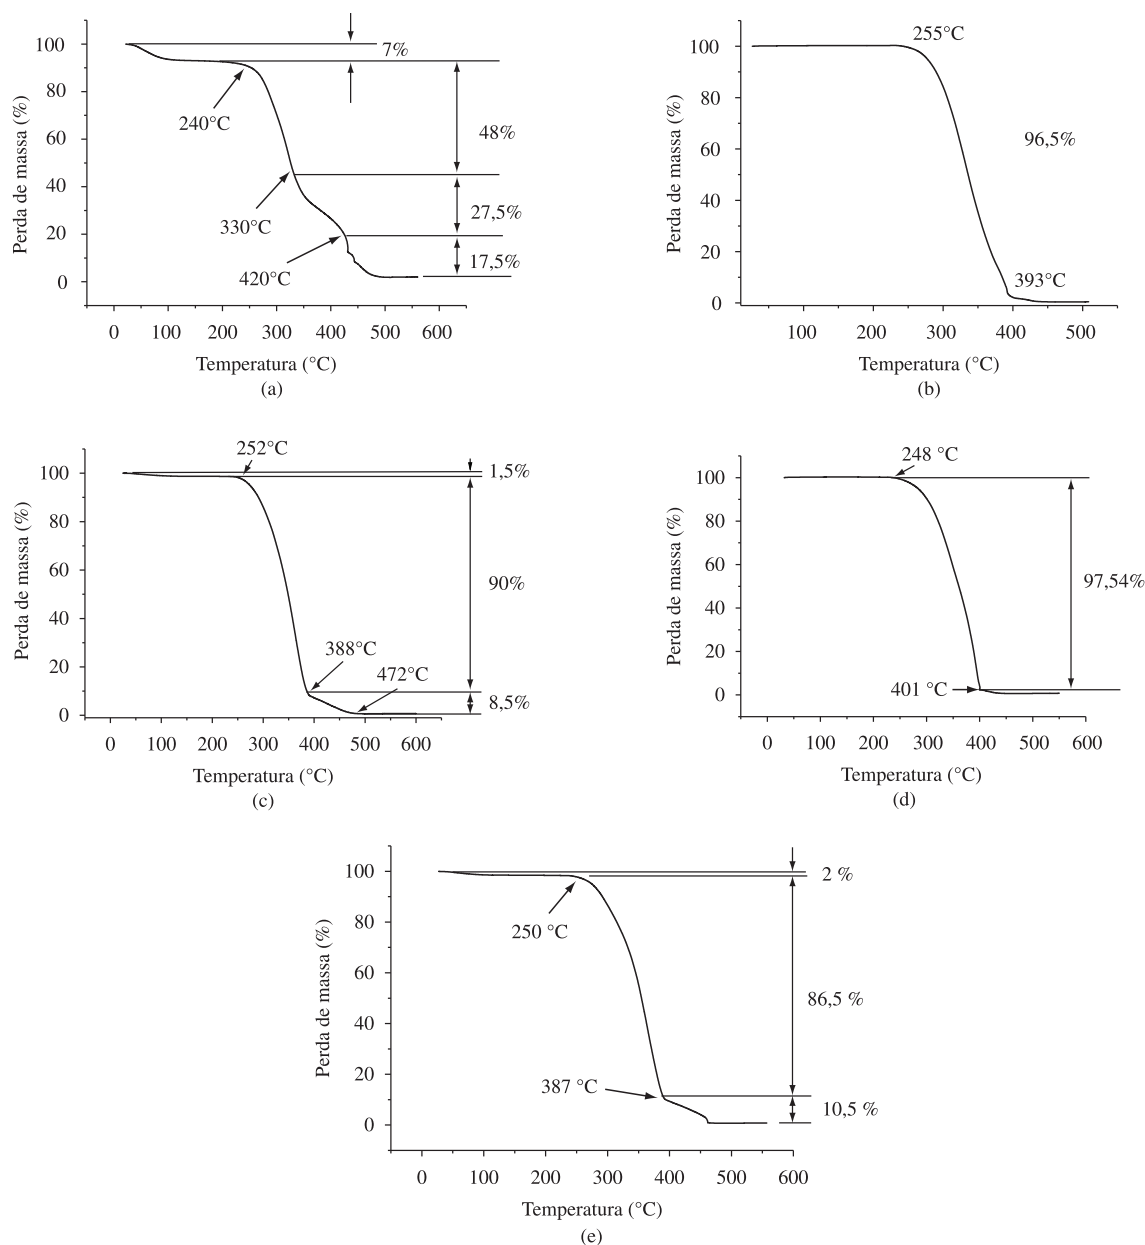 Perda de massa (%)
100
80
60
40
20
0
7%
48%
27,5%
17,5%
240°C
330°C
420°C
0 100 200 300 400 500 600
Temperatura (°C)
(a)
Perda de massa (%)
100
80
60
40
20
0
255°C
96,5%
393°C
100 200 300 400 500
Temperatura (°C)
(b)
Perda de massa (%)
100
80
60
40
20
0
252°C
1,5%
90%
388°C
472°C
8,5%
0 100 200 300 400 500 600
Temperatura (°C)
(c)
Perda de massa (%)
100
80
60
40
20
0
248 °C
97,54%
401 °C
0 100 200 300 400 500 600
Temperatura (°C)
(d)
Perda de massa (%)
100
80
60
40
20
0
2 %
250 °C
86,5 %
387 °C
10,5 %
0 100 200 300 400 500 600
Temperatura (°C)
(e)